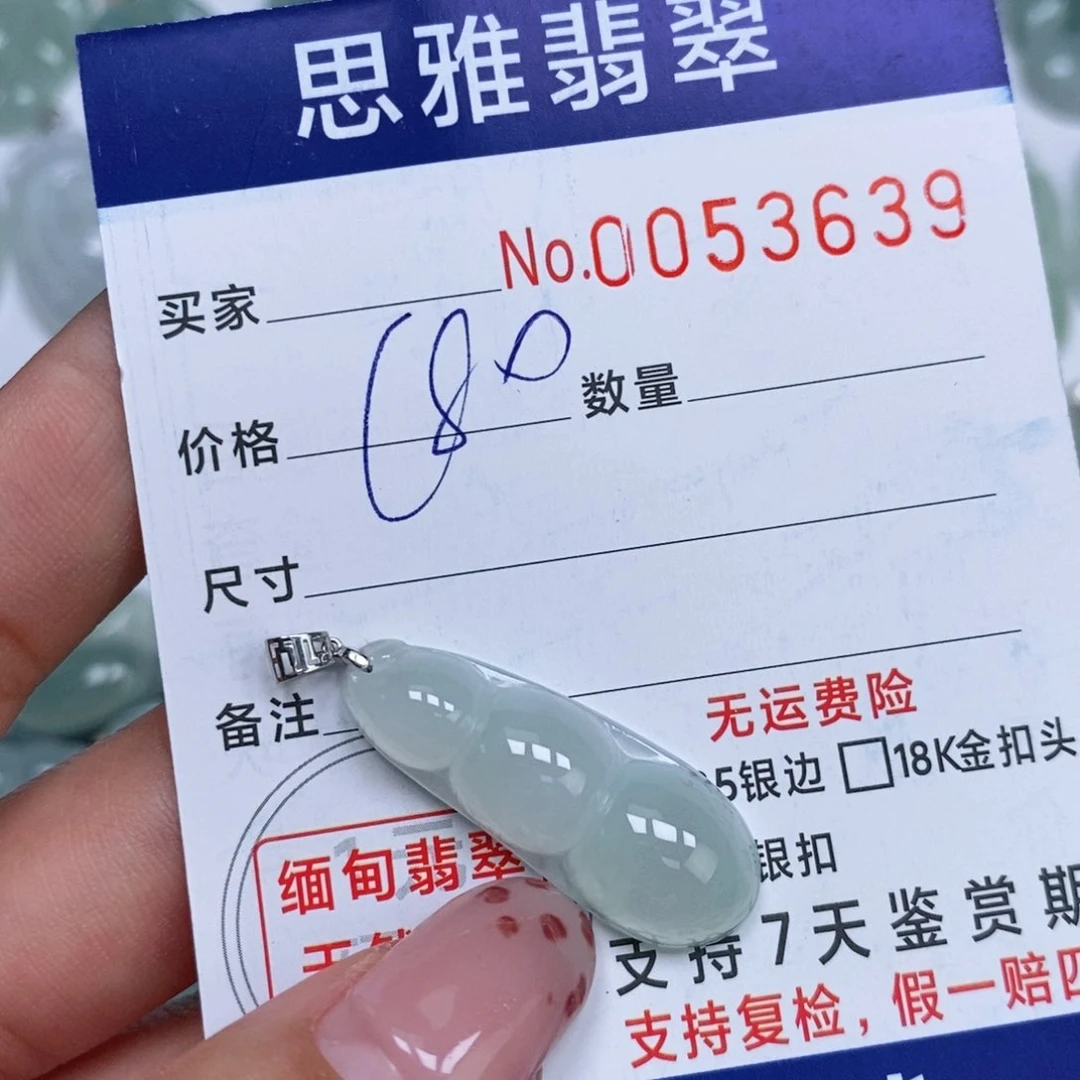 思雅翡翠
No.0053639
买家
价格 680 数量
尺寸
备注
无运费险
5银边 □18K金扣头
银扣
缅甸翡翠
支持7天鉴赏期
支持复检，假一赔四